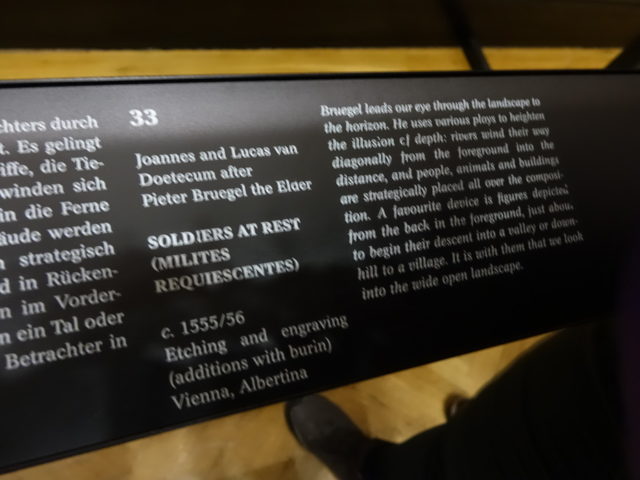 chters durch
t. Es gelingt
iffe, die Tie-
winden sich
in die Ferne
äude werden
n strategisch
d in Rücken-
n im Vorder-
n ein Tal oder
Betrachter in
33
Joannes and Lucas van
Doetecum after
Pieter Bruegel the Elder
SOLDIERS AT REST
(MILITES
REQUIESCENTES)
c. 1555/56
Etching and engraving
(additions with burin)
Vienna, Albertina
Bruegel leads our eye through the landscape to
the horizon. He uses various ploys to heighten
the illusion of depth: rivers wind their way
diagonally from the foreground into the
distance, and people, animals and buildings
are strategically placed all over the composi-
tion. A favourite device is figures depicted
from the back in the foreground, just about
to begin their descent into a valley or down-
hill to a village. It is with them that we look
into the wide open landscape.